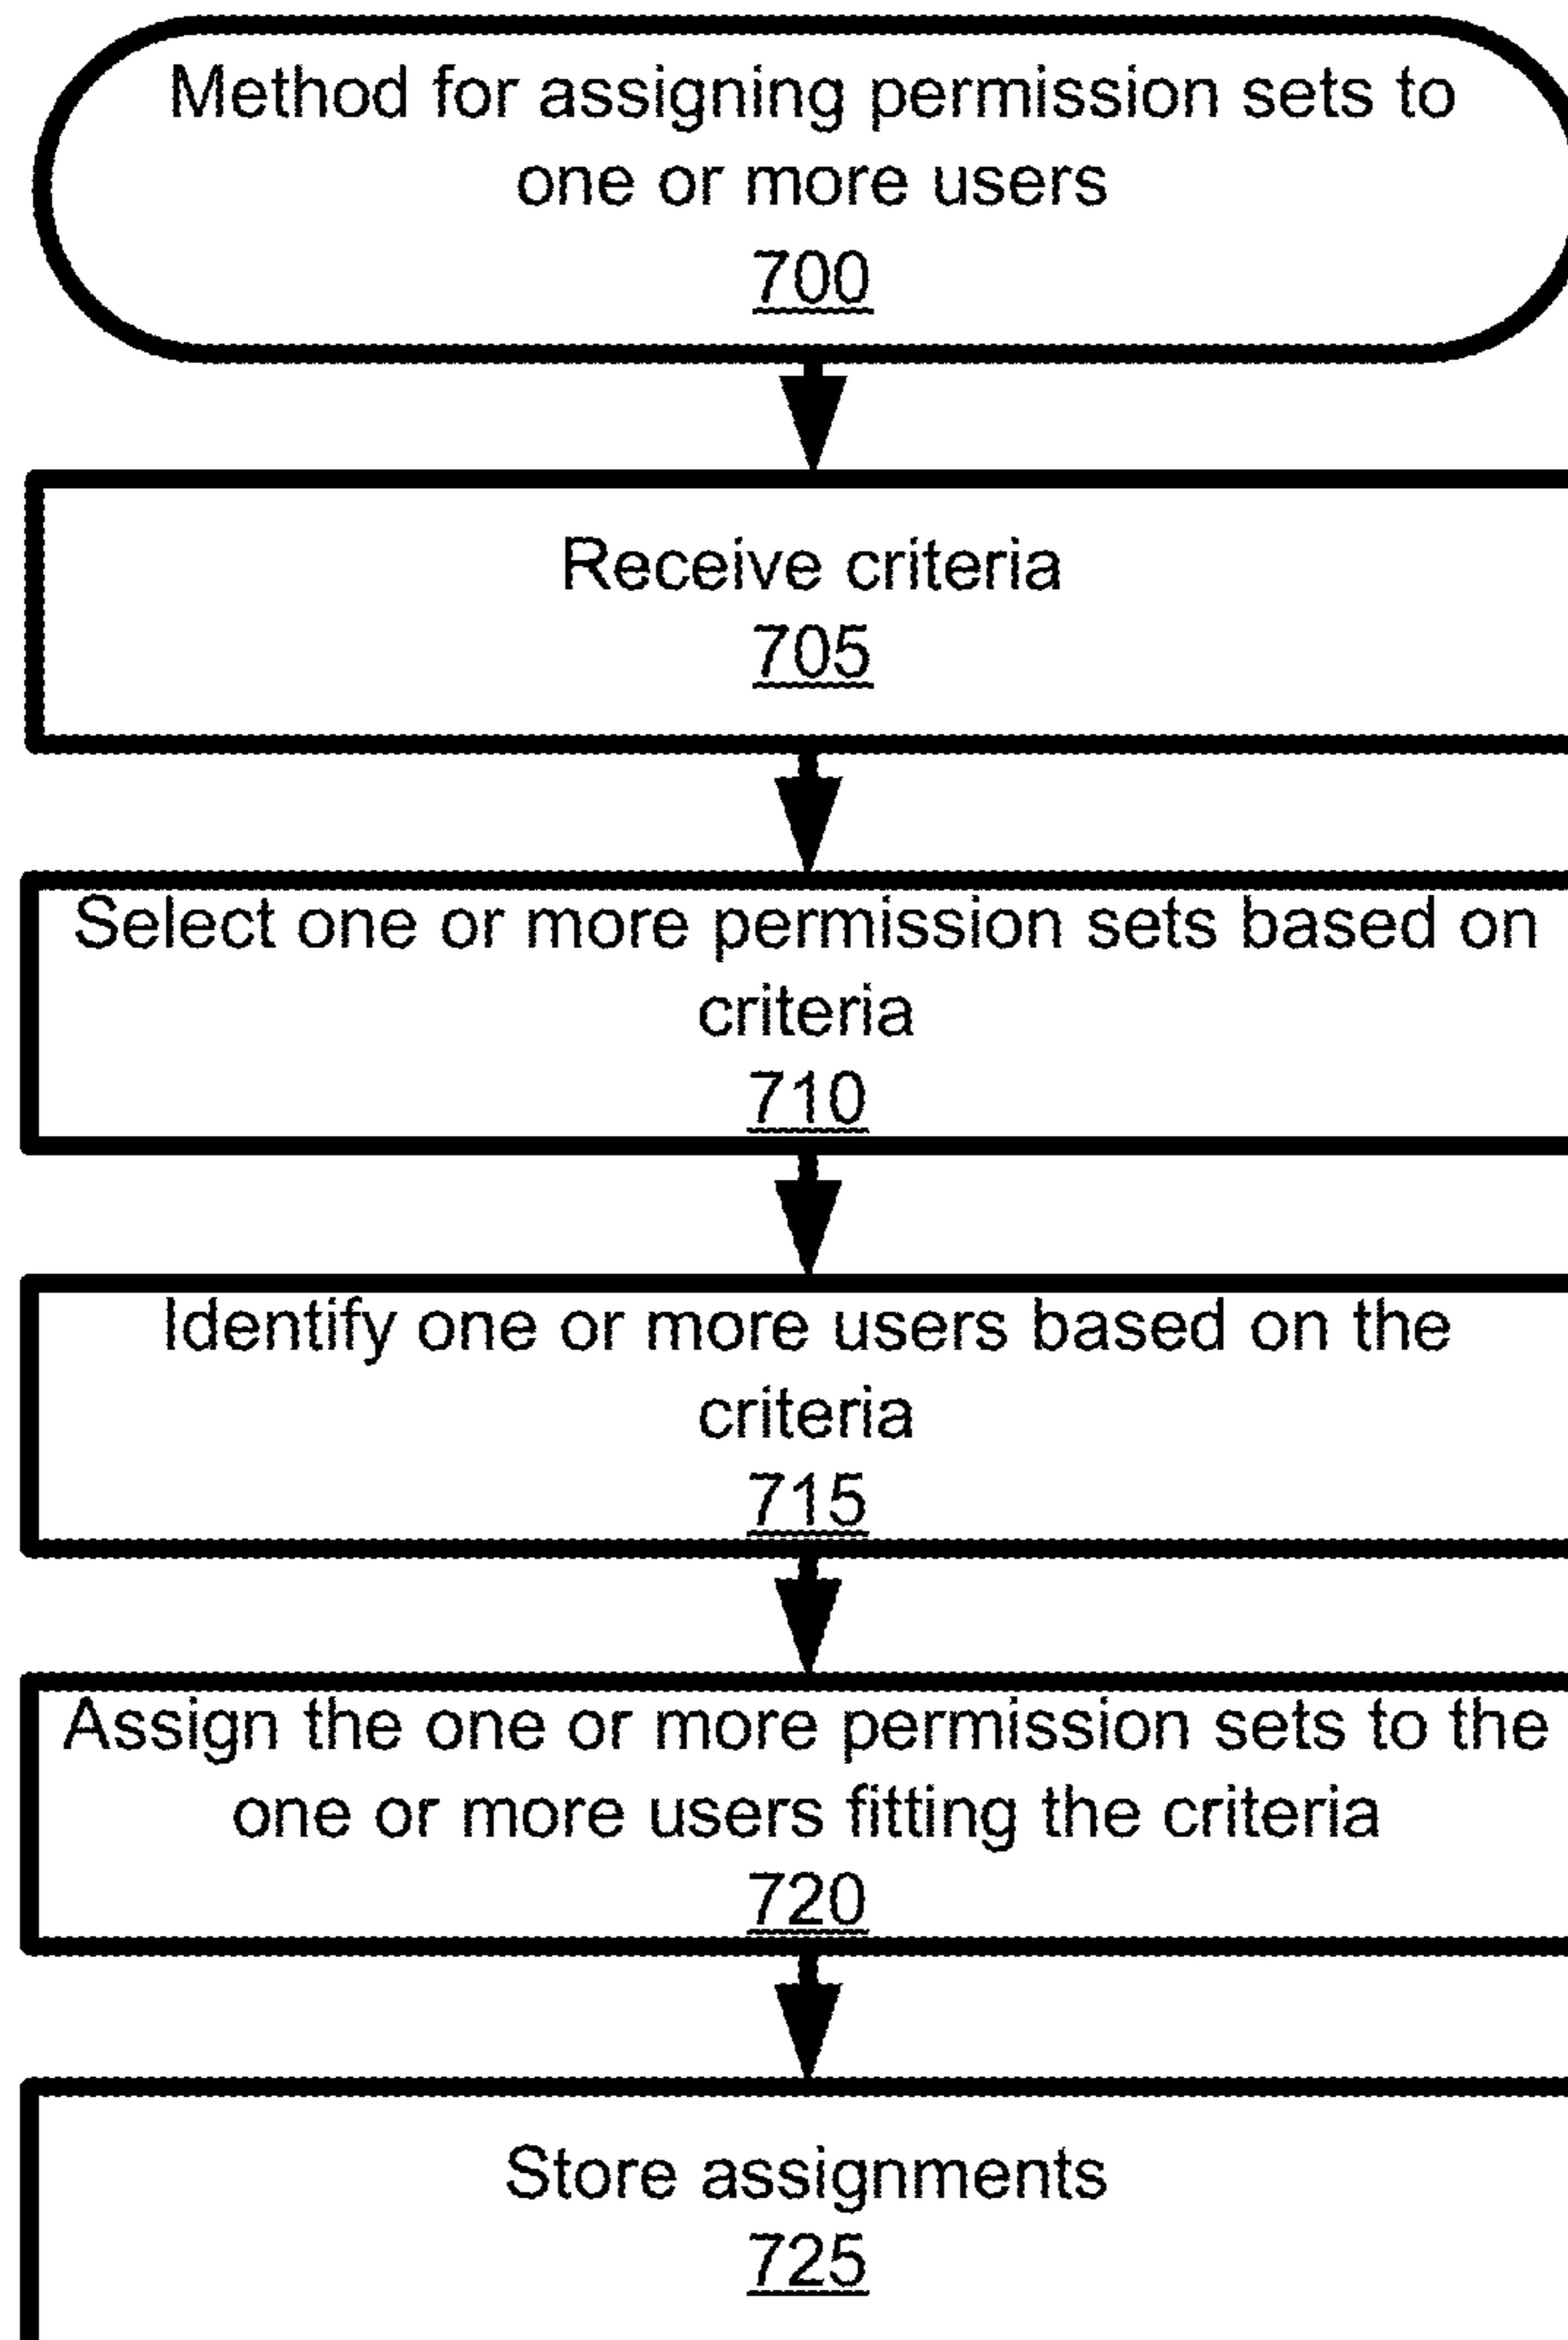 Method for assigning permission sets to
one or more users
700
Receive criteria
705
Select one or more permission sets based on
criteria
710
Identify one or more users based on the
criteria
715
Assign the one or more permission sets to the
one or more users fitting the criteria
720
Store assignments
725